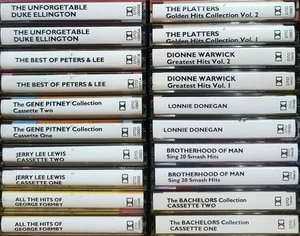 THE UNFORGETABLE
DUKE ELLINGTON
THE UNFORGETABLE
DUKE ELLINGTON
THE BEST OF PETERS & LEE
THE BEST OF PETERS & LEE
The GENE PITNEY Collection
Cassette Two
The GENE PITNEY Collection
Cassette One
JERRY LEE LEWIS
CASSETTE TWO
JERRY LEE LEWIS
CASSETTE ONE
ALL THE HITS OF
GEORGE FORMBY
ALL THE HITS OF
GEORGE FORMBY
THE PLATTERS
Golden Hits Collection Vol. 2
THE PLATTERS
Golden Hits Collection Vol. 1
DIONNE WARWICK
Greatest Hits Vol. 2
DIONNE WARWICK
Greatest Hits Vol. 1
LONNIE DONEGAN
LONNIE DONEGAN
BROTHERHOOD OF MAN
Sing 20 Smash Hits
BROTHERHOOD OF MAN
Sing 20 Smash Hits
The BACHELORS Collection
CASSETTE TWO
The BACHELORS Collection
CASSETTE ONE